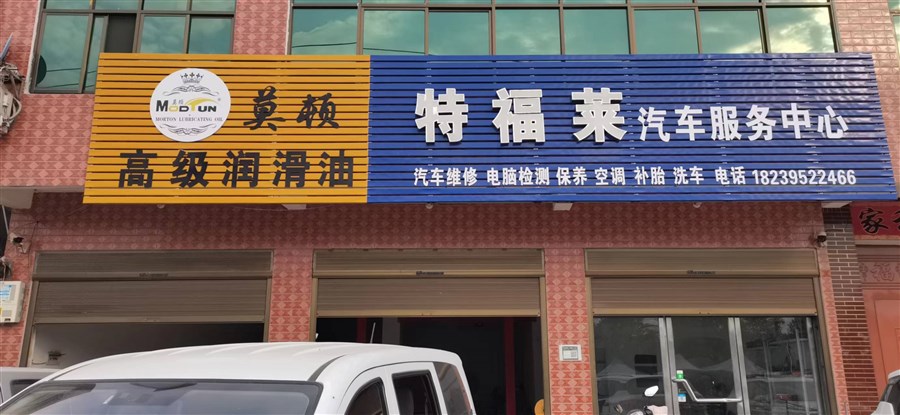 莫顿
MODTUN
MORTON LUBRICATING OIL
莫顿
高级润滑油
特福莱汽车服务中心
汽车维修 电脑检测 保养 空调 补胎 洗车 电话 18239522466
家